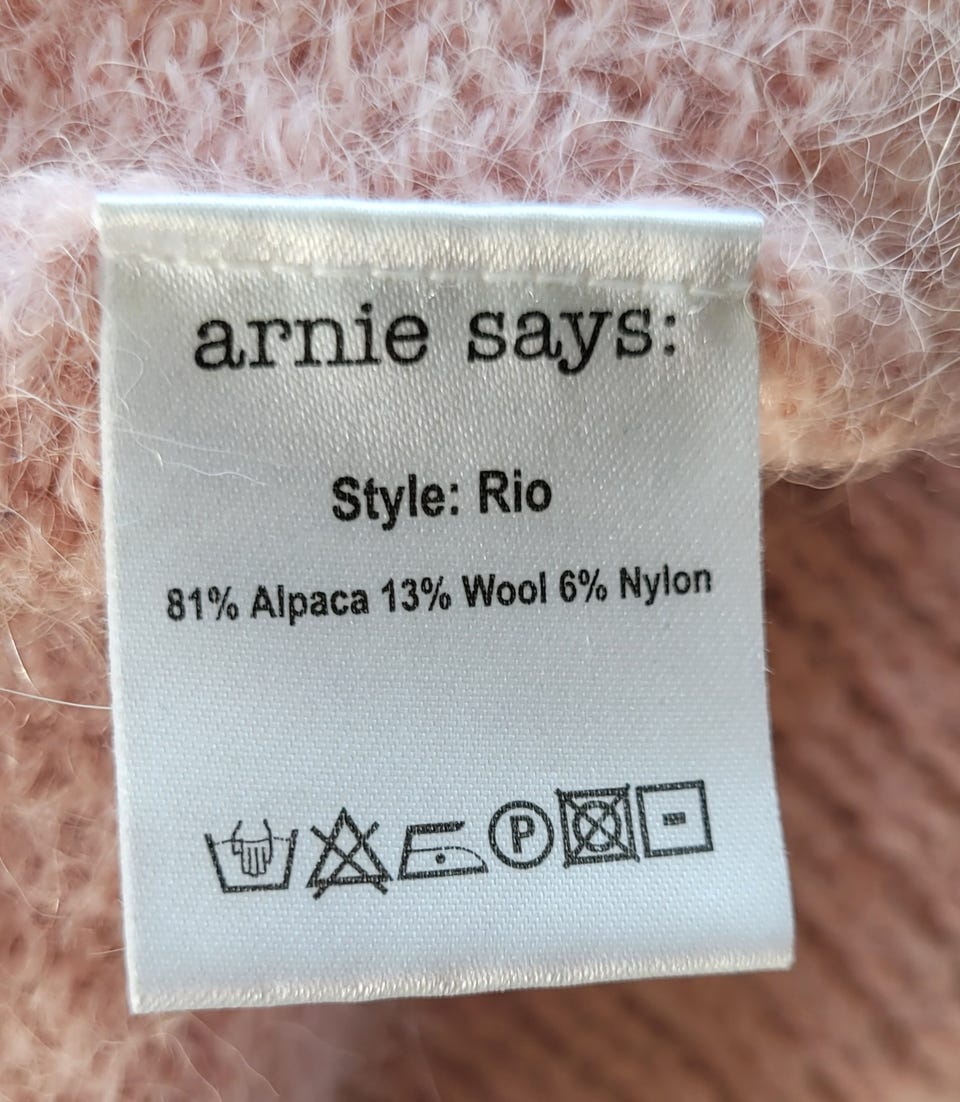 arnie says:
Style: Rio
81% Alpaca 13% Wool 6% Nylon
P